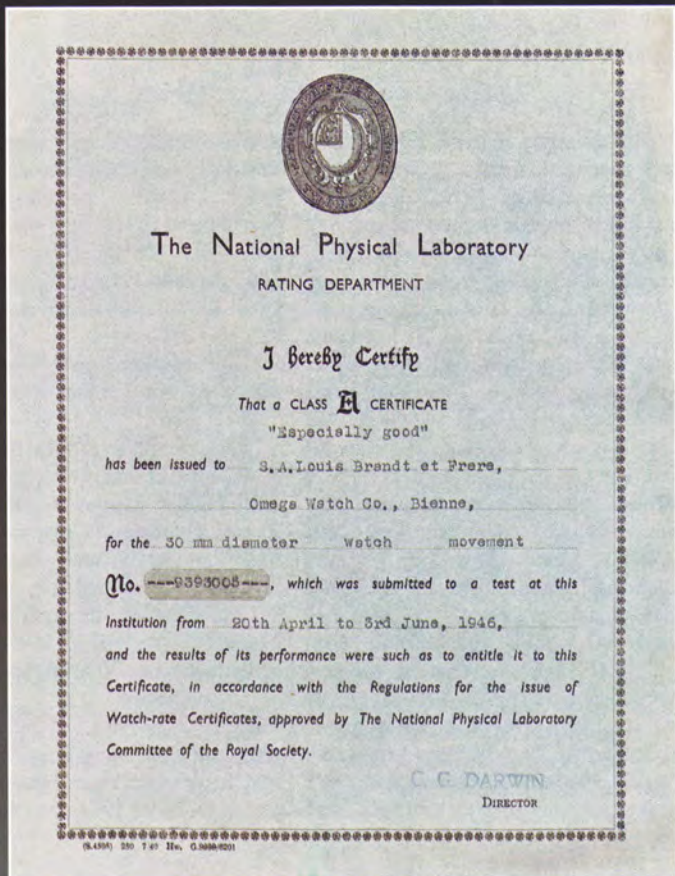 The National Physical Laboratory
RATING DEPARTMENT
I hereby Certify
That a CLASS A CERTIFICATE
"Especially good"
has been issued to S.A.Louis Brandt et Frere,
Omega Watch Co., Bienne,
for the 30 mm diameter watch movement
No. ---9393008---, which was submitted to a test at this
Institution from 20th April to 3rd June, 1946,
and the results of its performance were such as to entitle it to this
Certificate, in accordance with the Regulations for the issue of
Watch-rate Certificates, approved by The National Physical Laboratory
Committee of the Royal Society.
C. G. DARWIN
DIRECTOR